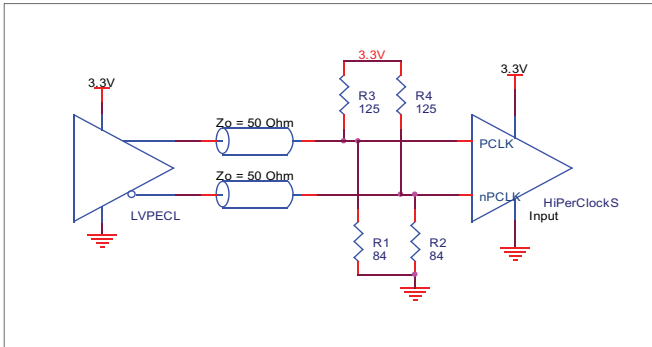 3.3V
3.3V
3.3V
R3
125
R4
125
Zo = 50 Ohm
PCLK
Zo = 50 Ohm
nPCLK
HiPerClockS
Input
LVPECL
R1
84
R2
84